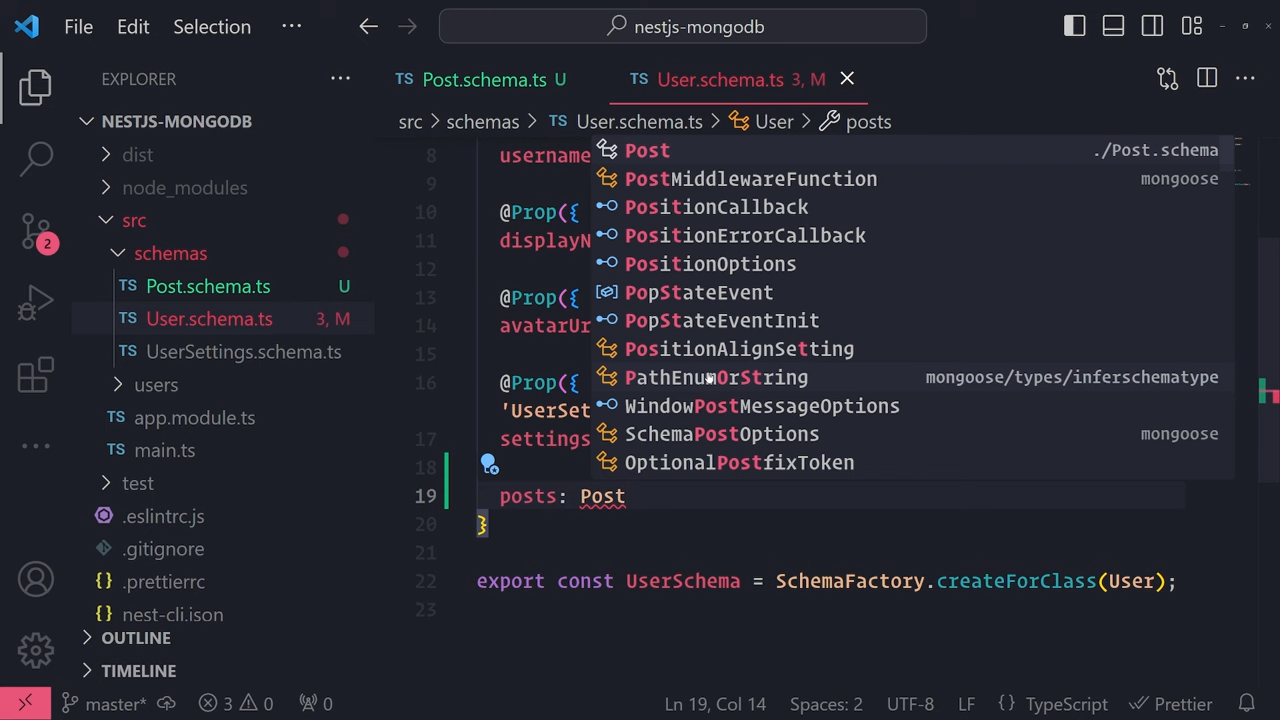 File Edit Selection ··· nestjs-mongodb
EXPLORER ···
NESTJS-MONGODB
dist
node_modules
src
schemas
TS Post.schema.ts U
TS User.schema.ts 3, M
TS UserSettings.schema.ts
users
TS app.module.ts
TS main.ts
test
.eslintrc.js
.gitignore
{} .prettierrc
{} nest-cli.json
OUTLINE
TIMELINE
2
TS Post.schema.ts U TS User.schema.ts 3, M
src > schemas > TS User.schema.ts > User > posts
8 username
9
10 @Prop({
11 displayN
12
13 @Prop({
14 avatarUr
15
16 @Prop({
'UserSet
17 settings
18
19 posts: Post
20 }
21
22 export const UserSchema = SchemaFactory.createForClass(User);
23
Post ./Post.schema
PostMiddlewareFunction mongoose
PositionCallback
PositionErrorCallback
PositionOptions
PopStateEvent
PopStateEventInit
PositionAlignSetting
PathEnumOrString mongoose/types/inferschematype
WindowPostMessageOptions
SchemaPostOptions mongoose
OptionalPostfixToken
master* 3 0 0 Ln 19, Col 14 Spaces: 2 UTF-8 LF {} TypeScript Prettier